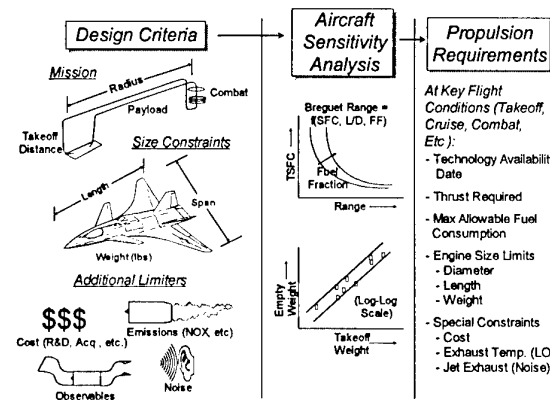 Design Criteria
Mission
Radius
Payload
Combat
Takeoff
Distance
Size Constraints
Length
Span
Weight (lbs)
Additional Limiters
$$$
Cost (R&D, Acq., etc.)
Emissions (NOX, etc)
Observables
Noise
Aircraft
Sensitivity
Analysis
Breguet Range =
f(SFC, L/D, FF)
TSFC
Fuel
Fraction
Range
Empty
Weight
(Log-Log
Scale)
Takeoff
Weight
Propulsion
Requirements
At Key Flight
Conditions (Takeoff,
Cruise, Combat,
Etc ):
- Technology Availabilit
Date
- Thrust Required
- Max Allowable Fuel
Consumption
- Engine Size Limits
- Diameter
- Length
- Weight
- Special Constraints
- Cost
- Exhaust Temp. (LO
- Jet Exhaust (Noise)